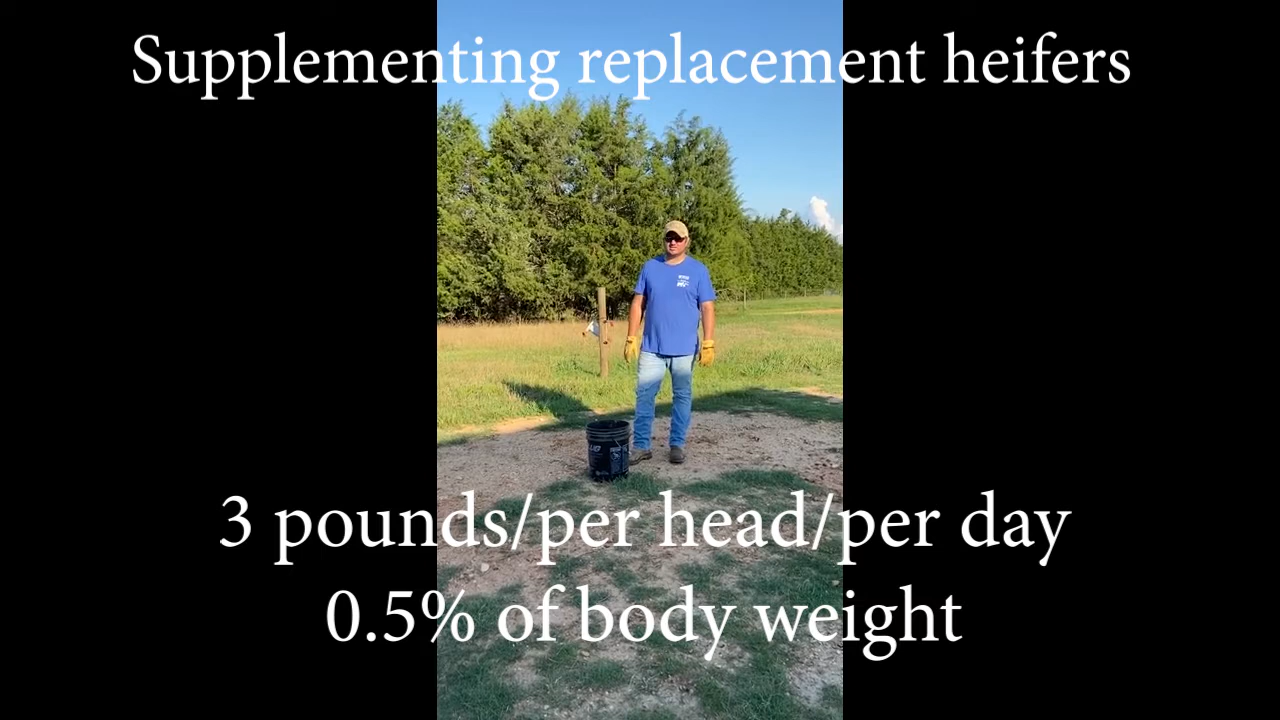 Supplementing replacement heifers
3 pounds/per head/per day
0.5% of body weight